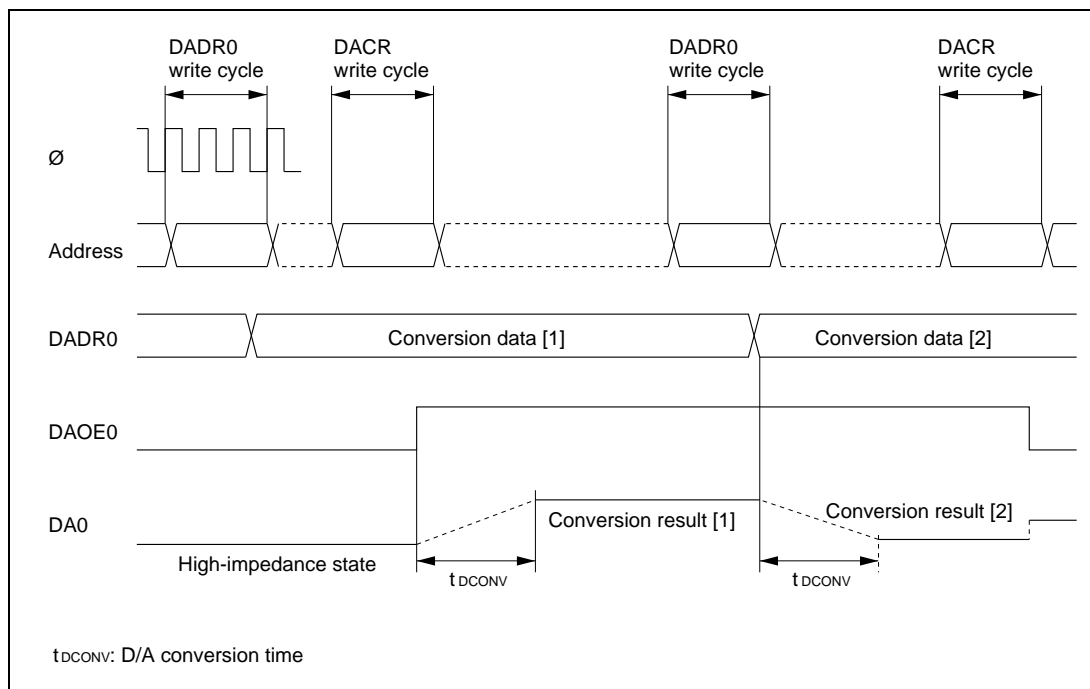 DADR0
write cycle
DACR
write cycle
DADR0
write cycle
DACR
write cycle
Ø
Address
DADR0
Conversion data [1]
Conversion data [2]
DAOE0
DA0
Conversion result [1]
Conversion result [2]
High-impedance state
tDCONV
tDCONV
tDCONV: D/A conversion time